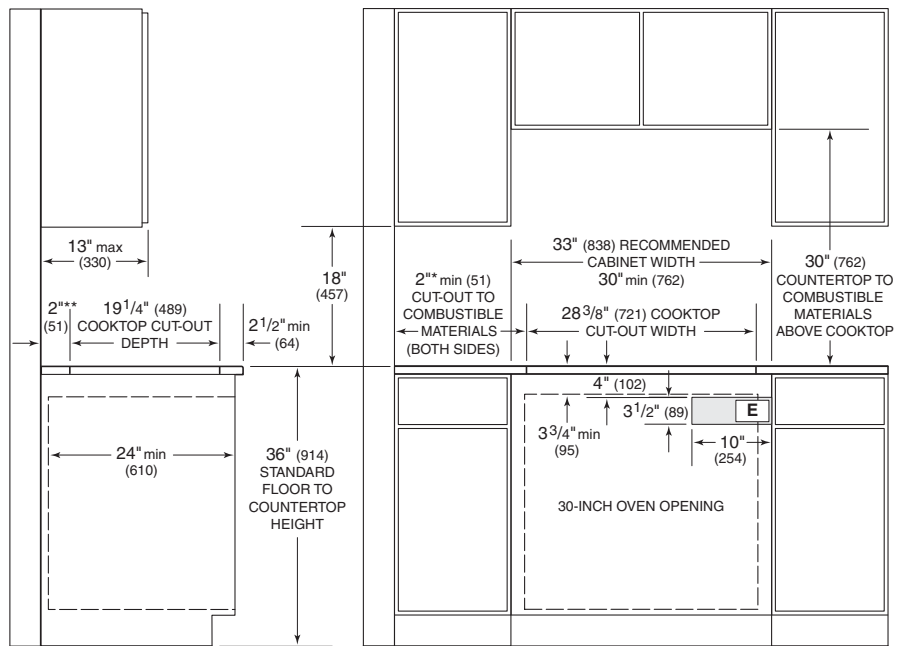 13" max
(330)
2"**
(51)
19 1/4" (489)
COOKTOP CUT-OUT
DEPTH
2 1/2" min
(64)
18"
(457)
24" min
(610)
36" (914)
STANDARD
FLOOR TO
COUNTERTOP
HEIGHT
2"* min (51)
CUT-OUT TO
COMBUSTIBLE
MATERIALS
(BOTH SIDES)
33" (838) RECOMMENDED
CABINET WIDTH
30" min (762)
28 3/8" (721) COOKTOP
CUT-OUT WIDTH
30" (762)
COUNTERTOP TO
COMBUSTIBLE
MATERIALS
ABOVE COOKTOP
4" (102)
3 1/2" (89)
E
3 3/4" min
(95)
10"
(254)
30-INCH OVEN OPENING